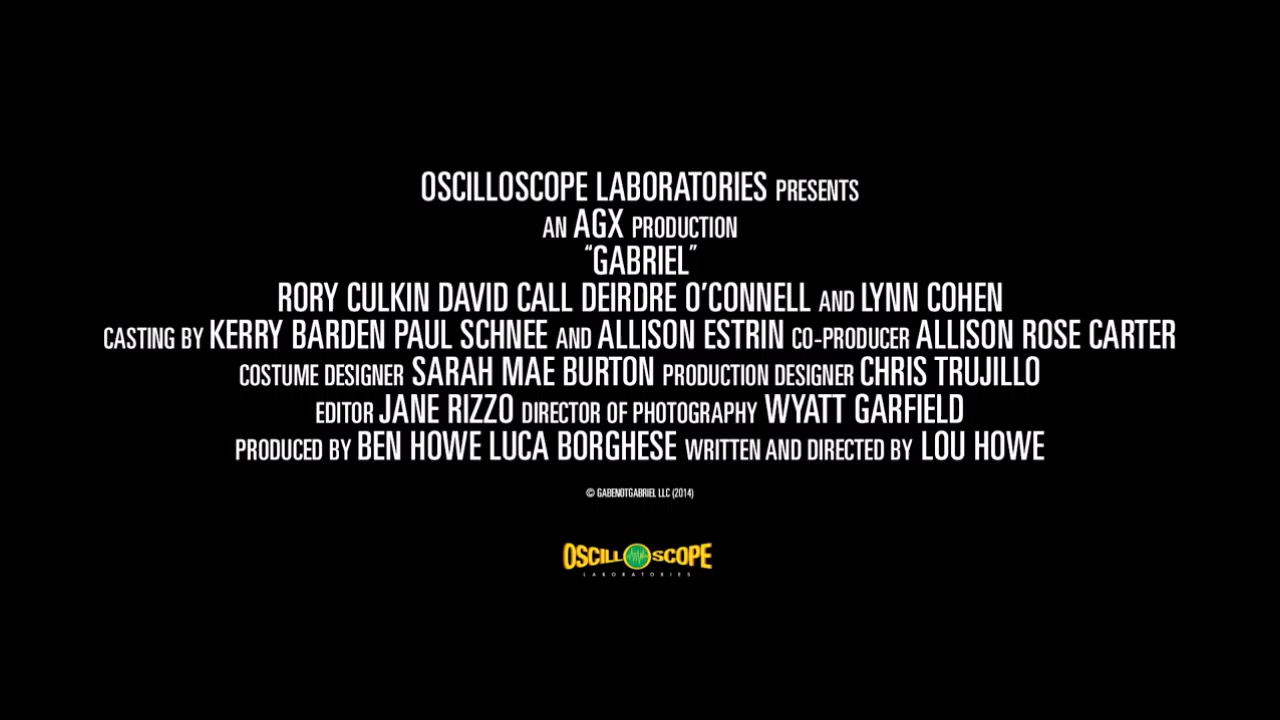 OSCILLOSCOPE LABORATORIES PRESENTS
AN AGX PRODUCTION
“GABRIEL”
RORY CULKIN DAVID CALL DEIRDRE O’CONNELL AND LYNN COHEN
CASTING BY KERRY BARDEN PAUL SCHNEE AND ALLISON ESTRIN CO-PRODUCER ALLISON ROSE CARTER
COSTUME DESIGNER SARAH MAE BURTON PRODUCTION DESIGNER CHRIS TRUJILLO
EDITOR JANE RIZZO DIRECTOR OF PHOTOGRAPHY WYATT GARFIELD
PRODUCED BY BEN HOWE LUCA BORGHESE WRITTEN AND DIRECTED BY LOU HOWE
© GABENOTGABRIEL LLC (2014)
OSCILLOSCOPE
LABORATORIES